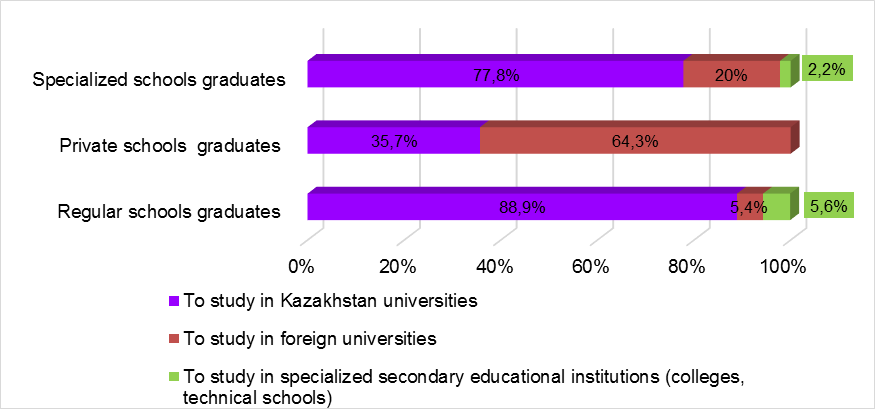 Specialized schools graduates
77,8%
20%
2,2%
Private schools graduates
35,7%
64,3%
Regular schools graduates
88,9%
5,4%
5,6%
0%
20%
40%
60%
80%
100%
To study in Kazakhstan universities
To study in foreign universities
To study in specialized secondary educational institutions (colleges,
technical schools)